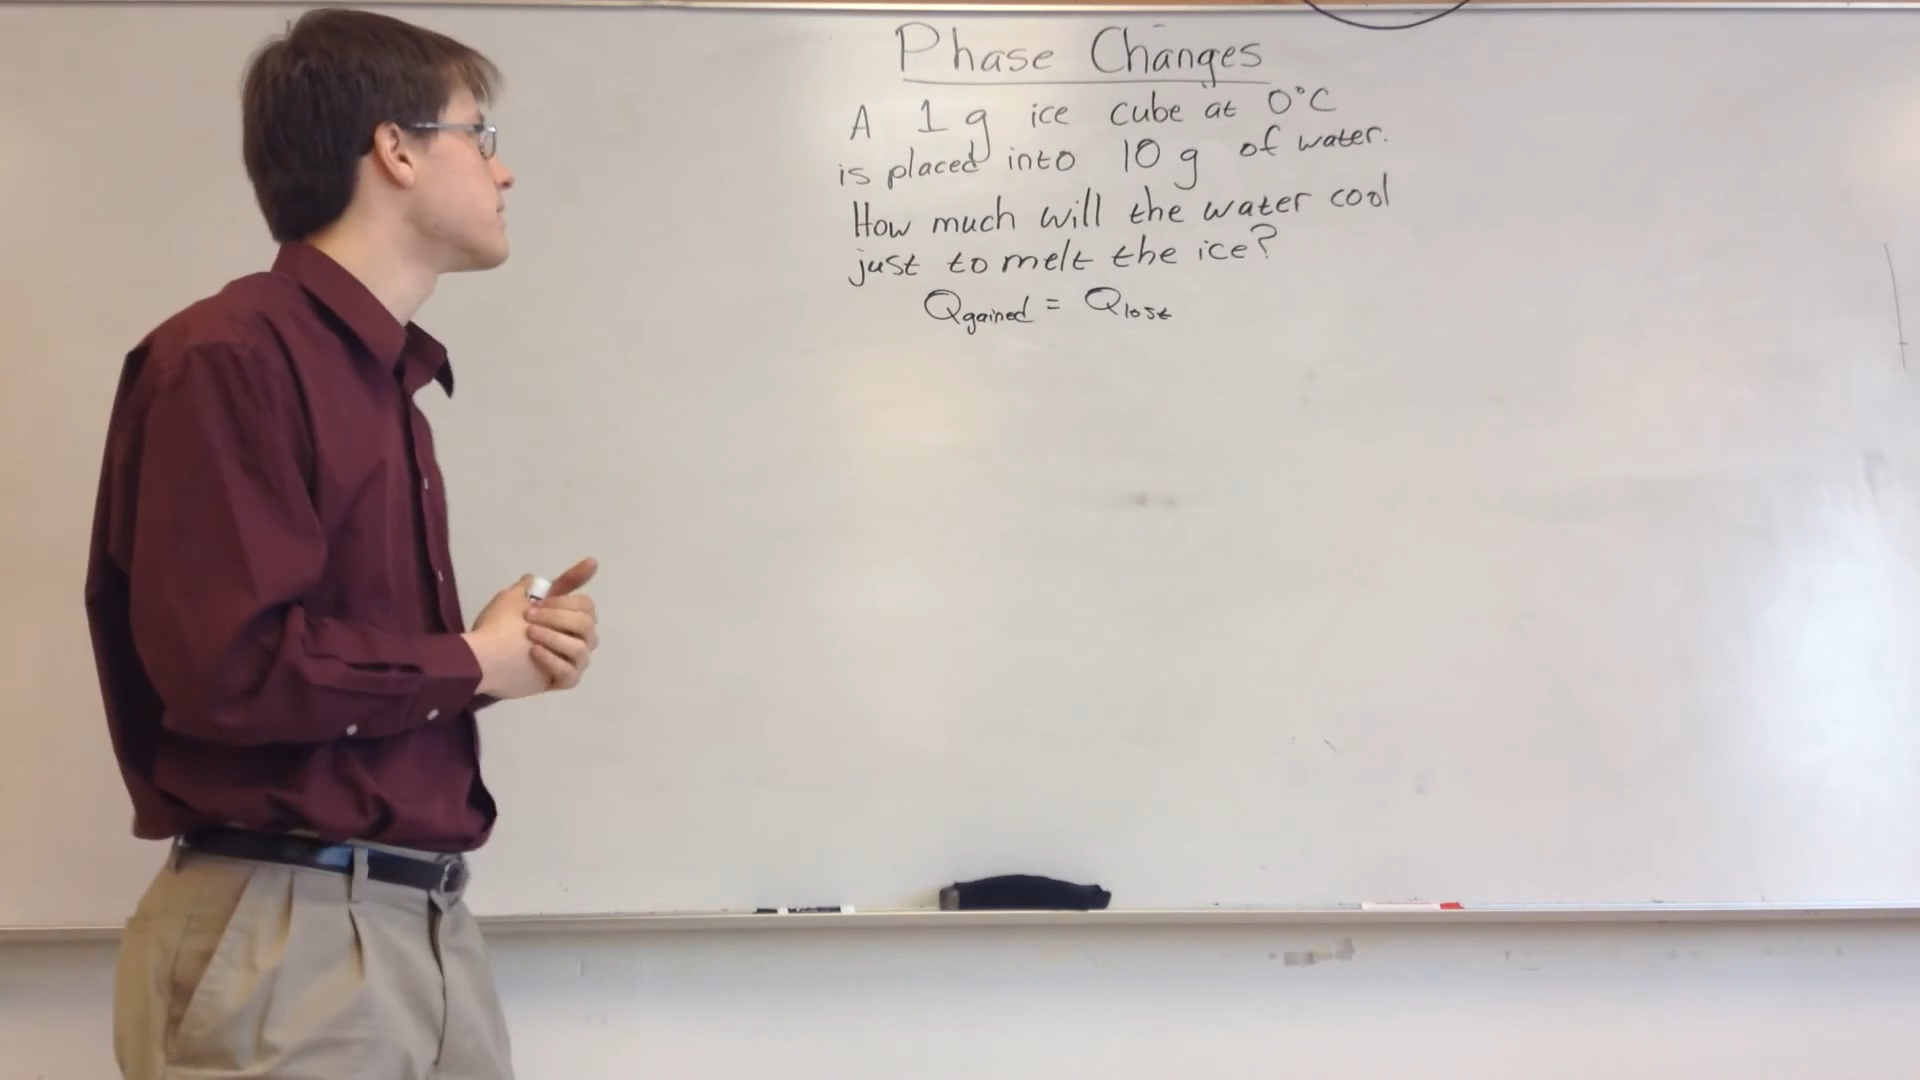 Phase Changes
A 1 g ice cube at 0°C
is placed into 10 g of water.
How much will the water cool
just to melt the ice?
Qgained = Qlost